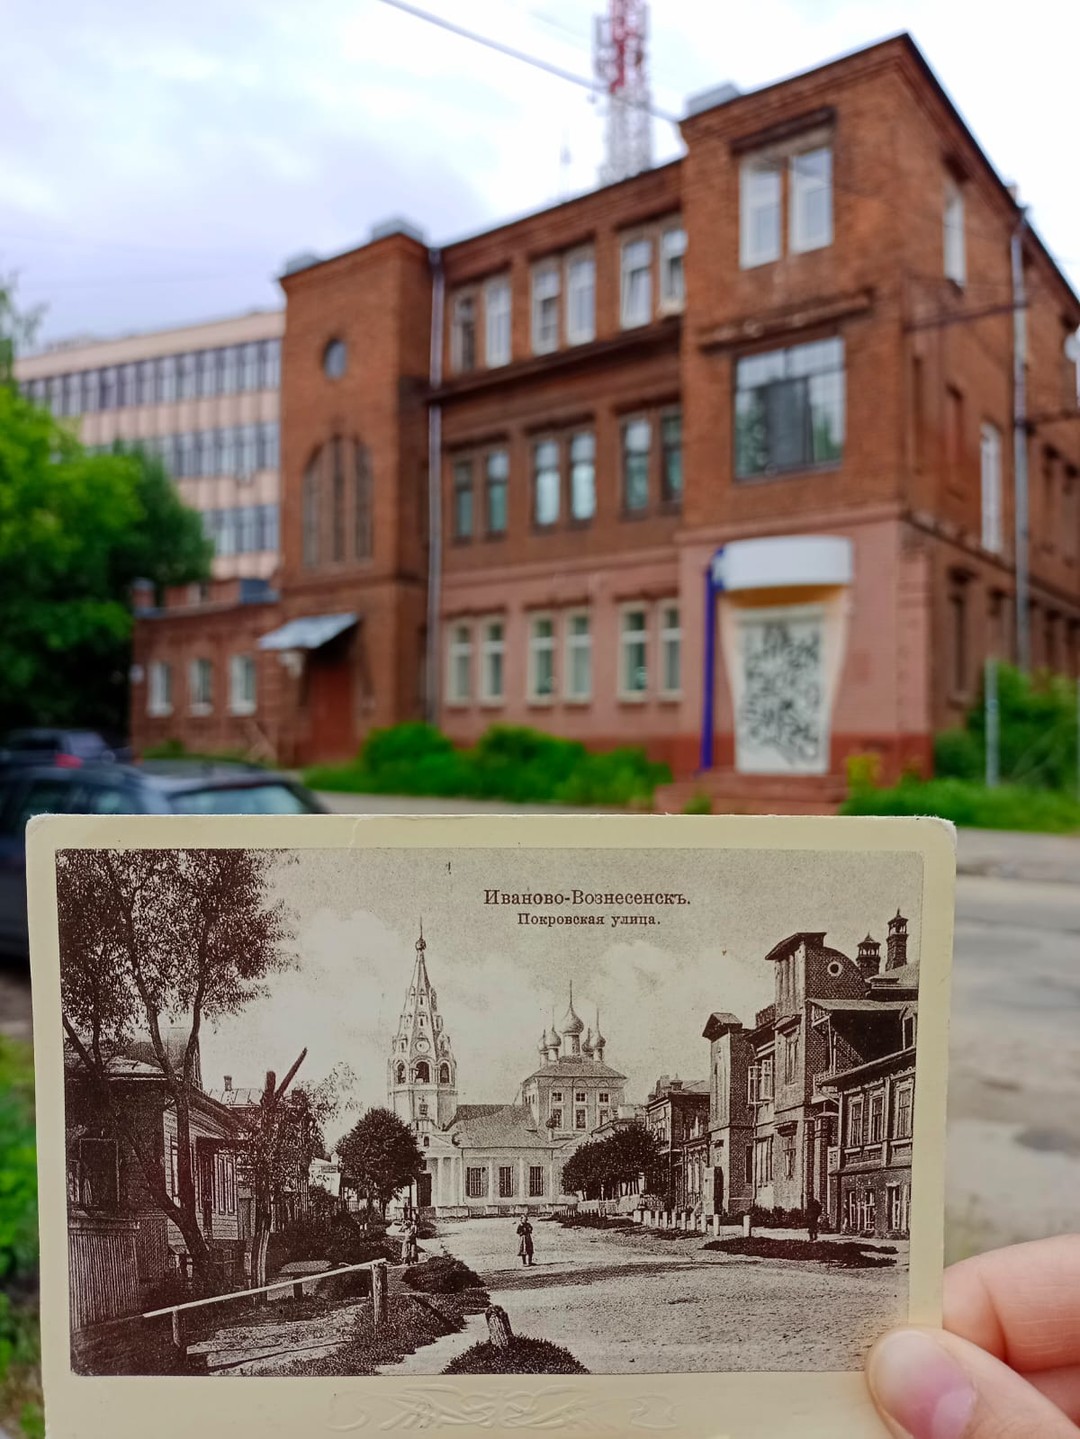 Иваново-Вознесенскъ.
Покровская улица.